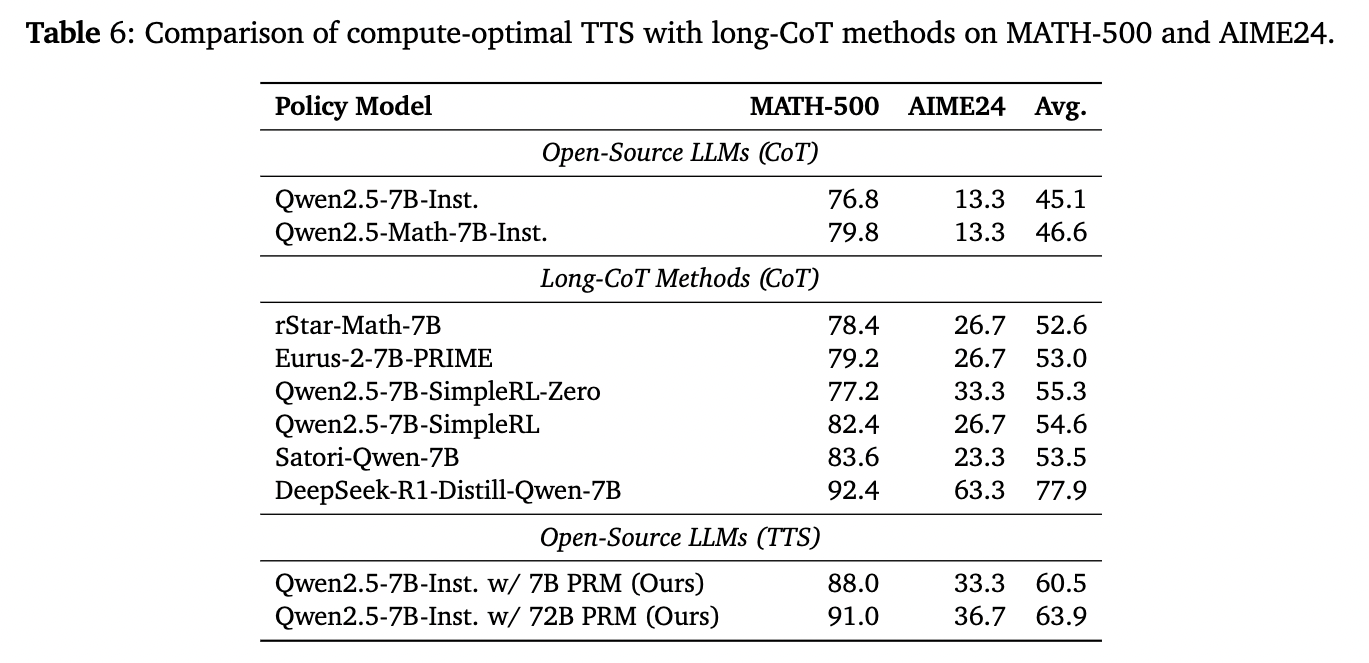 Table 6: Comparison of compute-optimal TTS with long-CoT methods on MATH-500 and AIME24.
Policy Model MATH-500 AIME24 Avg.
Open-Source LLMs (CoT)
Qwen2.5-7B-Inst. 76.8 13.3 45.1
Qwen2.5-Math-7B-Inst. 79.8 13.3 46.6
Long-CoT Methods (CoT)
rStar-Math-7B 78.4 26.7 52.6
Eurus-2-7B-PRIME 79.2 26.7 53.0
Qwen2.5-7B-SimpleRL-Zero 77.2 33.3 55.3
Qwen2.5-7B-SimpleRL 82.4 26.7 54.6
Satori-Qwen-7B 83.6 23.3 53.5
DeepSeek-R1-Distill-Qwen-7B 92.4 63.3 77.9
Open-Source LLMs (TTS)
Qwen2.5-7B-Inst. w/ 7B PRM (Ours) 88.0 33.3 60.5
Qwen2.5-7B-Inst. w/ 72B PRM (Ours) 91.0 36.7 63.9